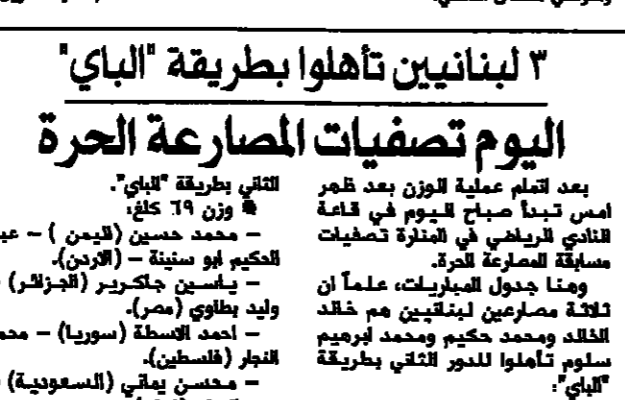 ٣ لبنانيين تأهلوا بطريقة "الباي"
اليوم تصفيات المصارعة الحرة
بعد اتمام عملية الوزن بعد ظهر
امس تبدأ صباح اليوم في قاعة
النادي الرياضي في المنارة تصفيات
مسابقة المصارعة الحرة.
وهنا جدول المباريات، علماً ان
ثلاثة مصارعين لبنانيين هم خالد
الخالد ومحمد حكيم ومحمد ابرهيم
سلوم تأهلوا للدور الثاني بطريقة
"الباي":
الثاني بطريقة "الباي".
وزن ٦٩ كلغ:
– محمد حسين (اليمن) – عبد
الحكيم ابو سنينة – (الاردن).
– ياسين جاكرير (الجزائر)
وليد بطاوي (مصر).
– احمد الاسطة (سوريا) – محمد
النجار (فلسطين).
– محسن يماني (السعودية)